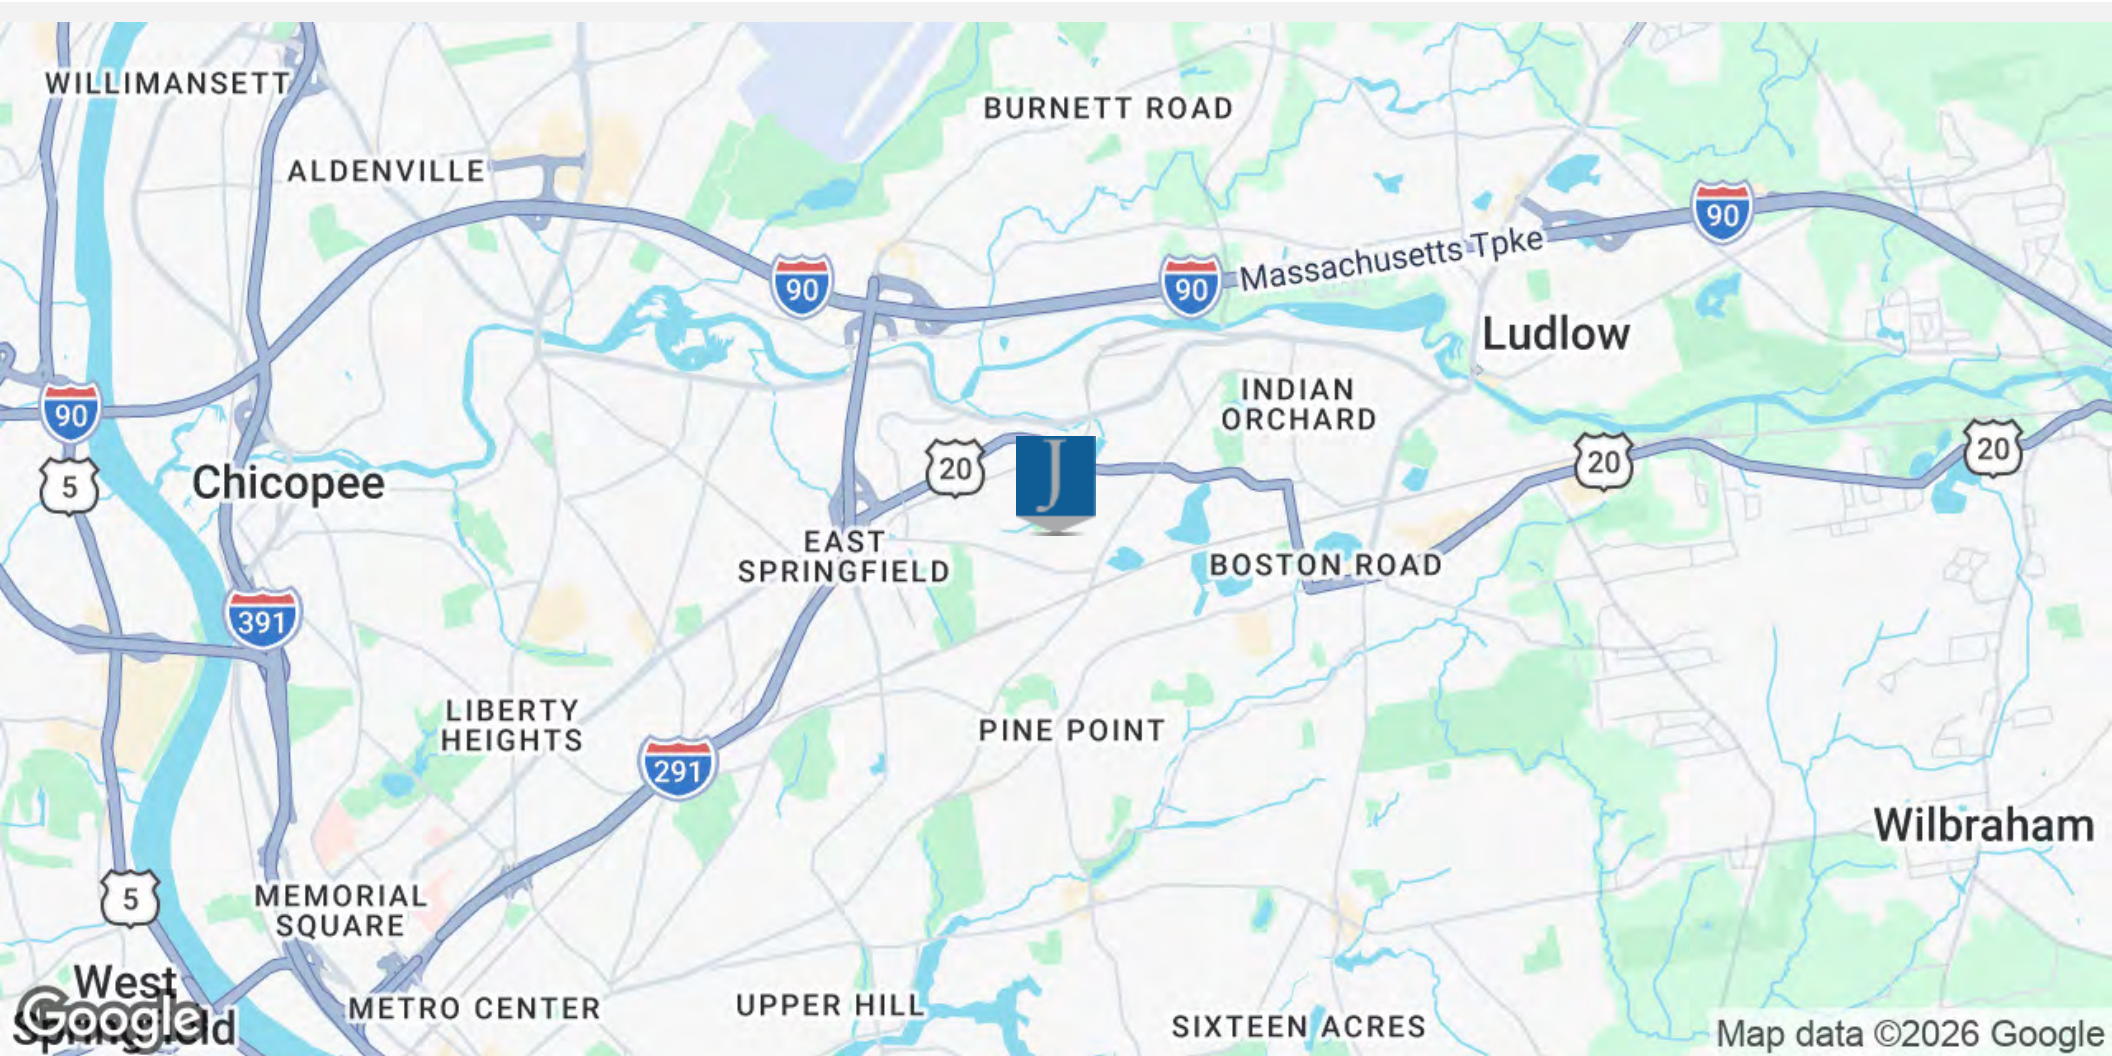 WILLIMANSETT
BURNETT ROAD
ALDENVILLE
90
90
90
Massachusetts Tpke
Ludlow
INDIAN
ORCHARD
90
20
J
20
20
5
Chicopee
EAST
SPRINGFIELD
BOSTON ROAD
391
LIBERTY
HEIGHTS
PINE POINT
291
Wilbraham
5
MEMORIAL
SQUARE
West
Springfield
Google
METRO CENTER
UPPER HILL
SIXTEEN ACRES
Map data ©2026 Google